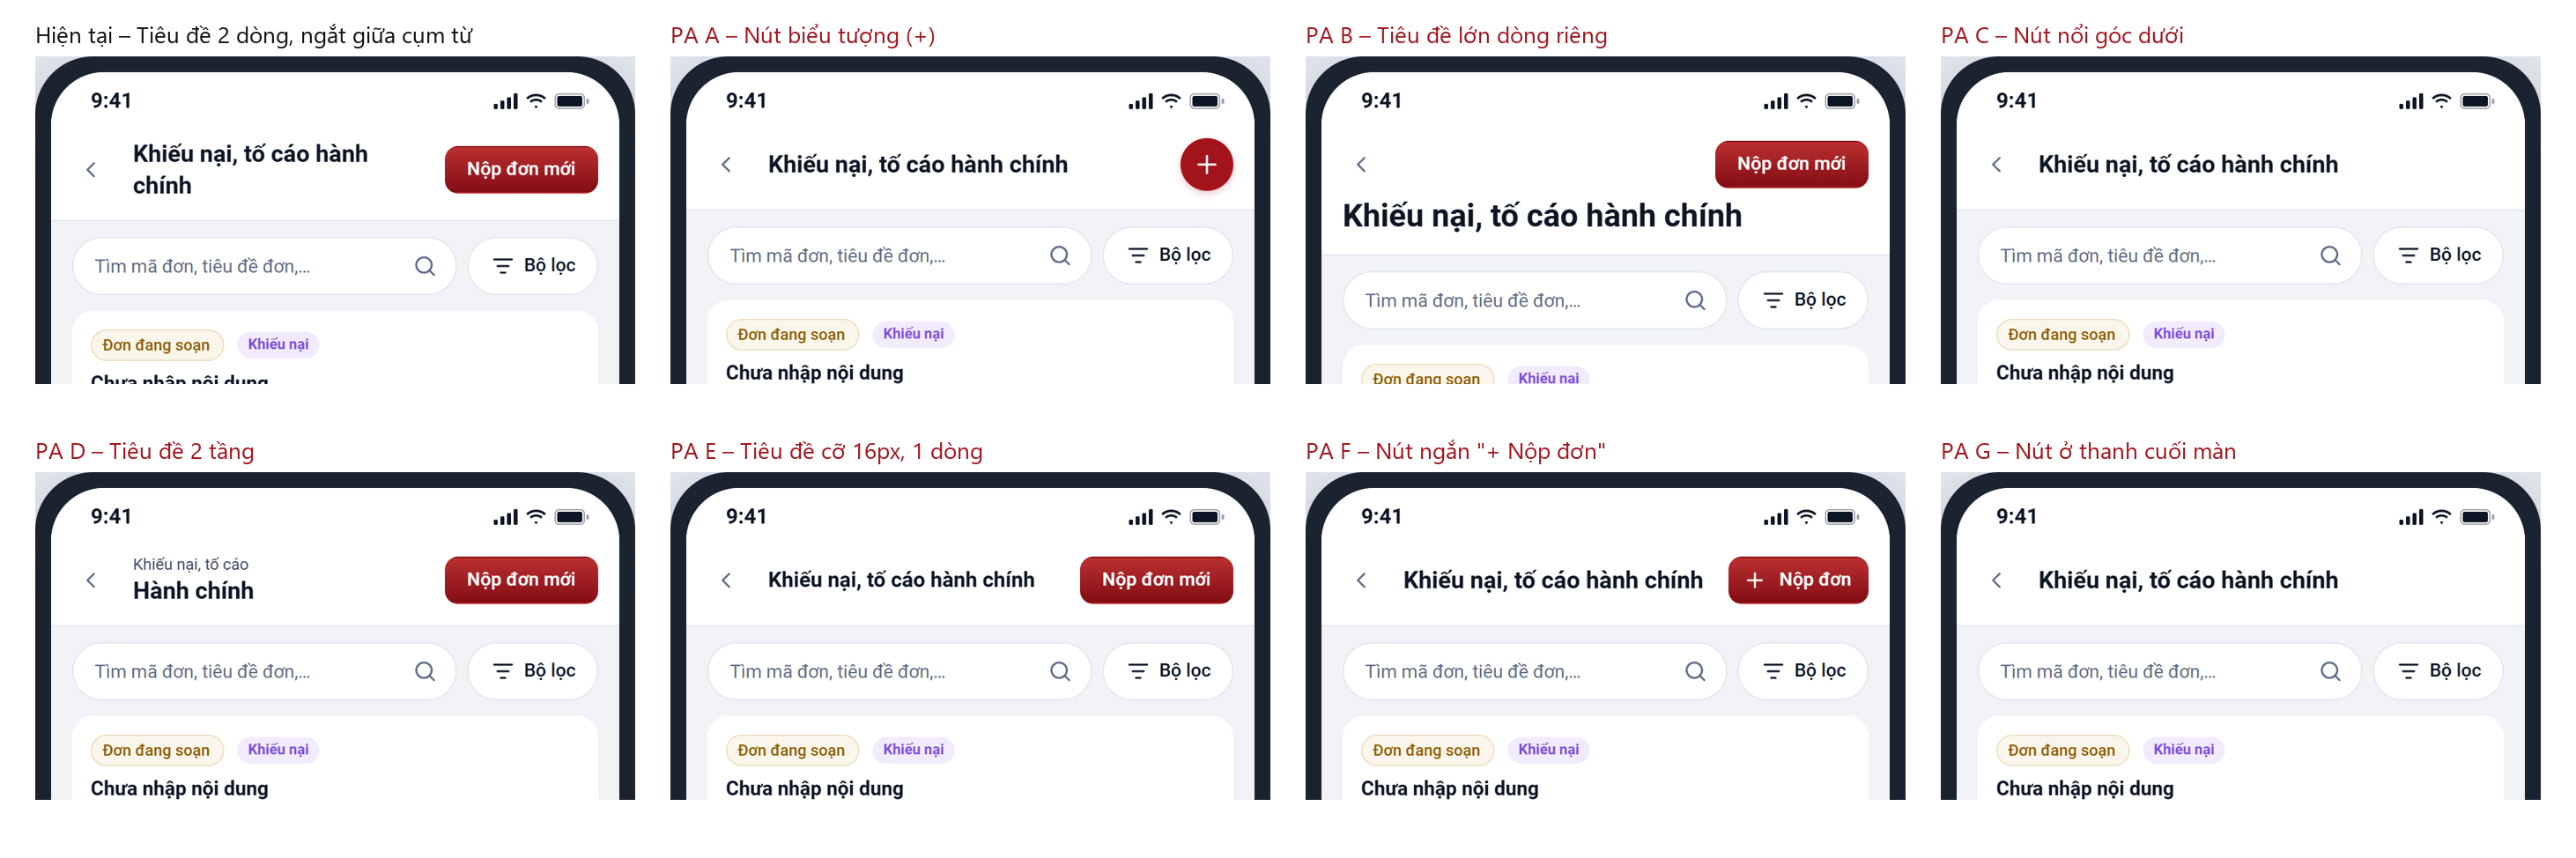 Hiện tại – Tiêu đề 2 dòng, ngắt giữa cụm từ
9:41
Khiếu nại, tố cáo hành
chính
Nộp đơn mới
Tìm mã đơn, tiêu đề đơn,...
Bộ lọc
Đơn đang soạn
Khiếu nại
Chưa nhập nội dung
PA A – Nút biểu tượng (+)
9:41
Khiếu nại, tố cáo hành chính
Tìm mã đơn, tiêu đề đơn,...
Bộ lọc
Đơn đang soạn
Khiếu nại
Chưa nhập nội dung
PA B – Tiêu đề lớn dòng riêng
9:41
Nộp đơn mới
Khiếu nại, tố cáo hành chính
Tìm mã đơn, tiêu đề đơn,...
Bộ lọc
Đơn đang soạn
Khiếu nại
PA C – Nút nổi góc dưới
9:41
Khiếu nại, tố cáo hành chính
Tìm mã đơn, tiêu đề đơn,...
Bộ lọc
Đơn đang soạn
Khiếu nại
Chưa nhập nội dung
PA D – Tiêu đề 2 tầng
9:41
Khiếu nại, tố cáo
Hành chính
Nộp đơn mới
Tìm mã đơn, tiêu đề đơn,...
Bộ lọc
Đơn đang soạn
Khiếu nại
Chưa nhập nội dung
PA E – Tiêu đề cỡ 16px, 1 dòng
9:41
Khiếu nại, tố cáo hành chính
Nộp đơn mới
Tìm mã đơn, tiêu đề đơn,...
Bộ lọc
Đơn đang soạn
Khiếu nại
Chưa nhập nội dung
PA F – Nút ngắn "+ Nộp đơn"
9:41
Khiếu nại, tố cáo hành chính
+ Nộp đơn
Tìm mã đơn, tiêu đề đơn,...
Bộ lọc
Đơn đang soạn
Khiếu nại
Chưa nhập nội dung
PA G – Nút ở thanh cuối màn
9:41
Khiếu nại, tố cáo hành chính
Tìm mã đơn, tiêu đề đơn,...
Bộ lọc
Đơn đang soạn
Khiếu nại
Chưa nhập nội dung